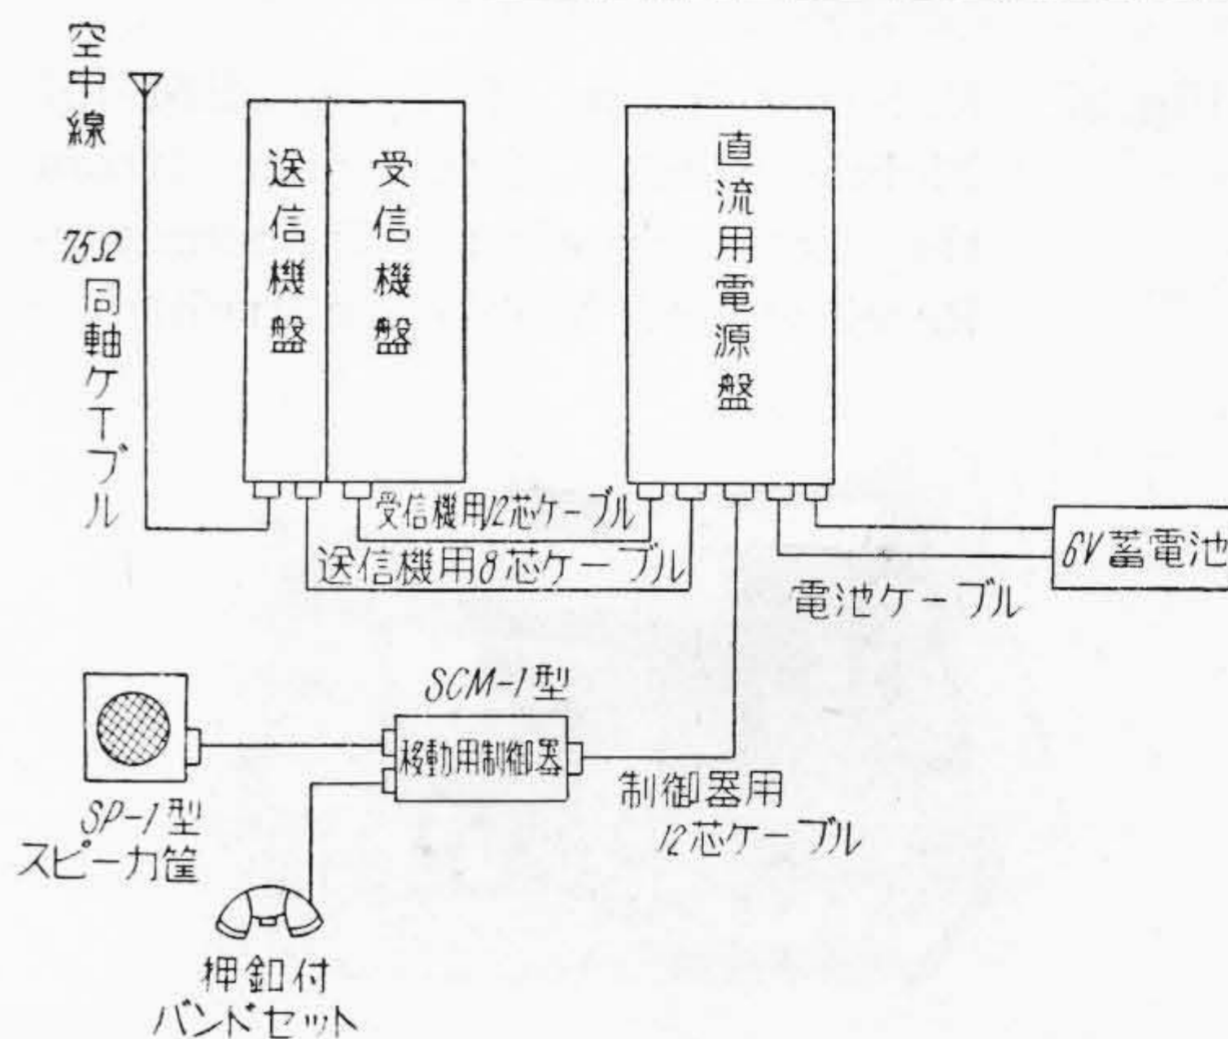 空中線
75Ω
同軸ケーブル
送信機盤
受信機盤
直流用電源盤
受信機用12芯ケーブル
送信機用8芯ケーブル
電池ケーブル
6V蓄電池
SCM-1型
移動用制御器
制御器用
12芯ケーブル
SP-1型
スピーカ筐
押釦付
バンドセット